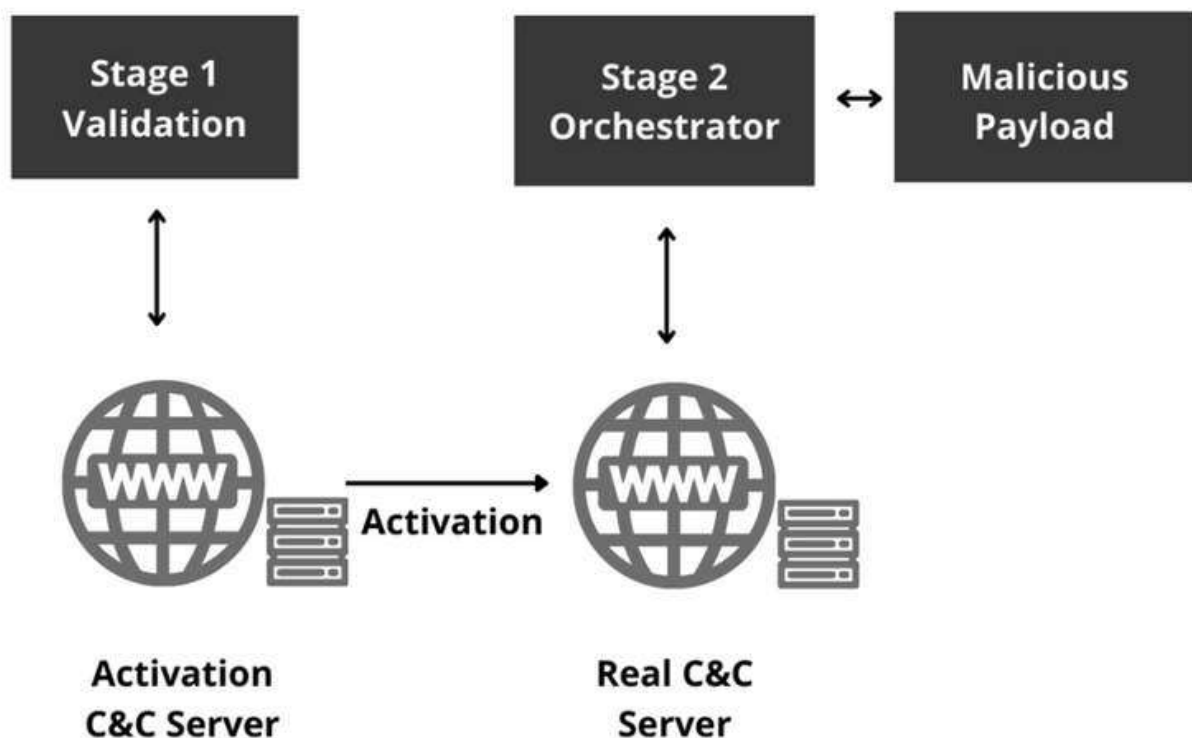 Stage 1
Validation
Stage 2
Orchestrator
Malicious
Payload
WWW
Activation
WWW
Activation
C&C Server
Real C&C
Server